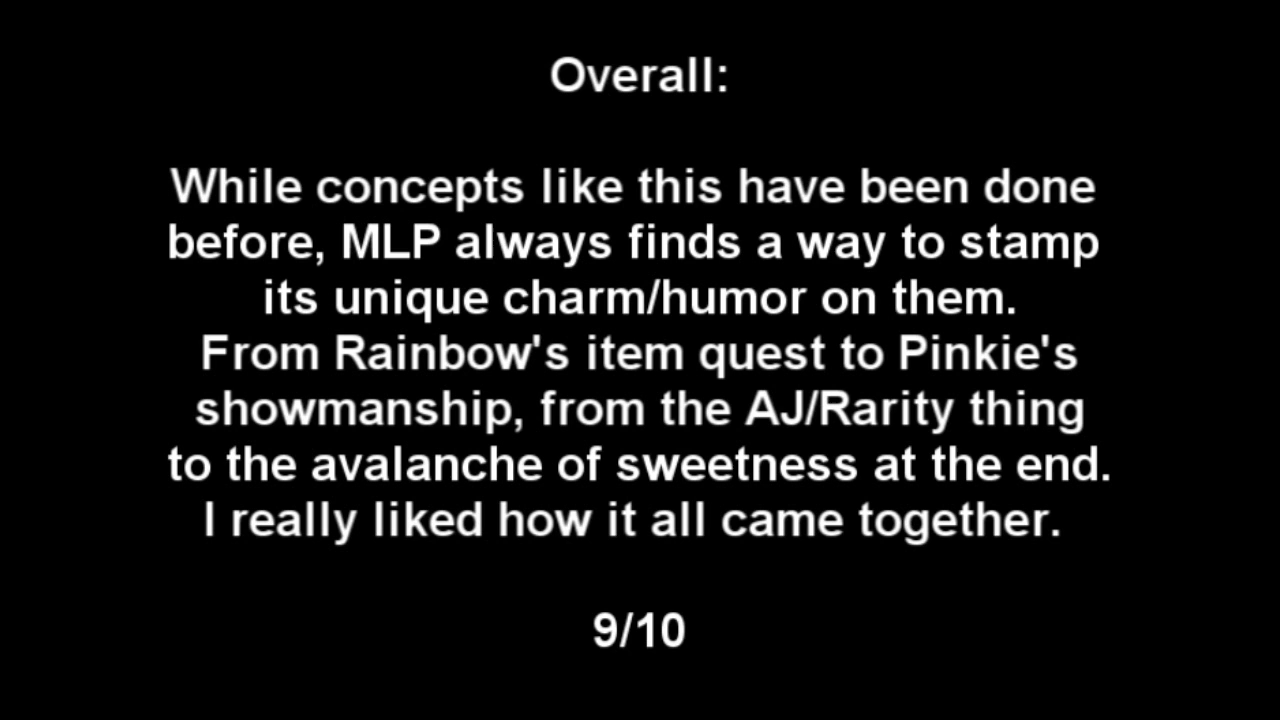 Overall:
While concepts like this have been done
before, MLP always finds a way to stamp
its unique charm/humor on them.
From Rainbow's item quest to Pinkie's
showmanship, from the AJ/Rarity thing
to the avalanche of sweetness at the end.
I really liked how it all came together.
9/10